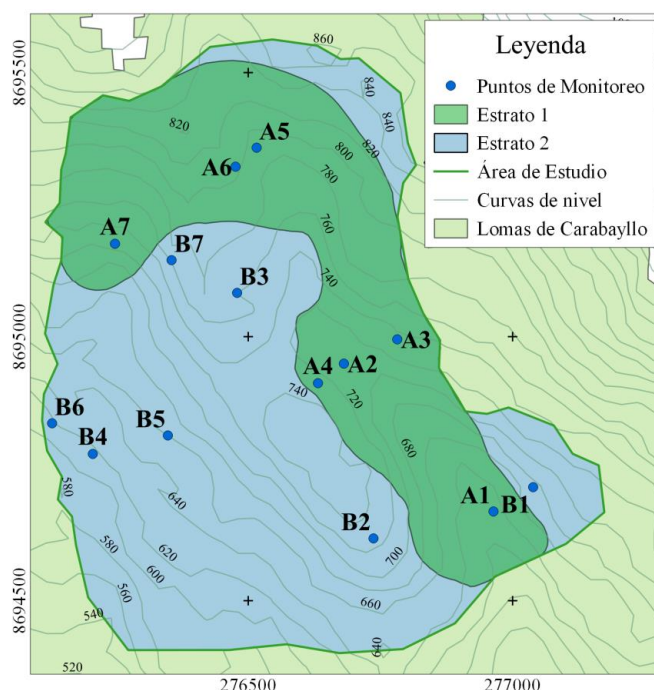 Leyenda
Puntos de Monitoreo
Estrato 1
Estrato 2
Área de Estudio
Curvas de nivel
Lomas de Carabayllo
8695500
8695000
8694500
276500
277000
860
840
840
820
820
800
780
760
740
740
720
700
680
660
640
640
620
600
580
580
560
540
520
A5
A6
A7
B7
B3
A3
A2
A4
B6
B5
B4
A1
B1
B2